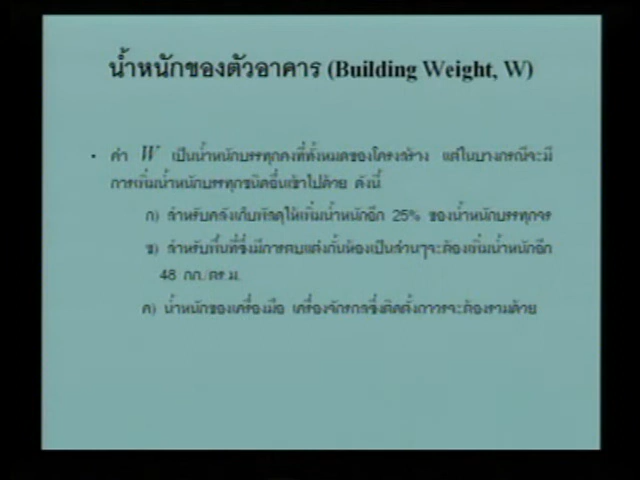 น้ำหนักของตัวอาคาร (Building Weight, W)
• ค่า W เป็นน้ำหนักบรรทุกคงที่ทั้งหมดของโครงสร้าง แต่ในบางกรณีจะมี
การเพิ่มน้ำหนักบรรทุกชนิดอื่นเข้าไปด้วย ดังนี้
ก) สำหรับคลังเก็บพัสดุให้เพิ่มน้ำหนักอีก 25% ของน้ำหนักบรรทุกจร
ข) สำหรับพื้นที่ซึ่งมีการตบแต่งกั้นห้องเป็นส่วนๆจะต้องเพิ่มน้ำหนักอีก
48 กก./ตร.ม.
ค) น้ำหนักของเครื่องมือ เครื่องจักรกลซึ่งติดตั้งถาวรจะต้องรวมด้วย